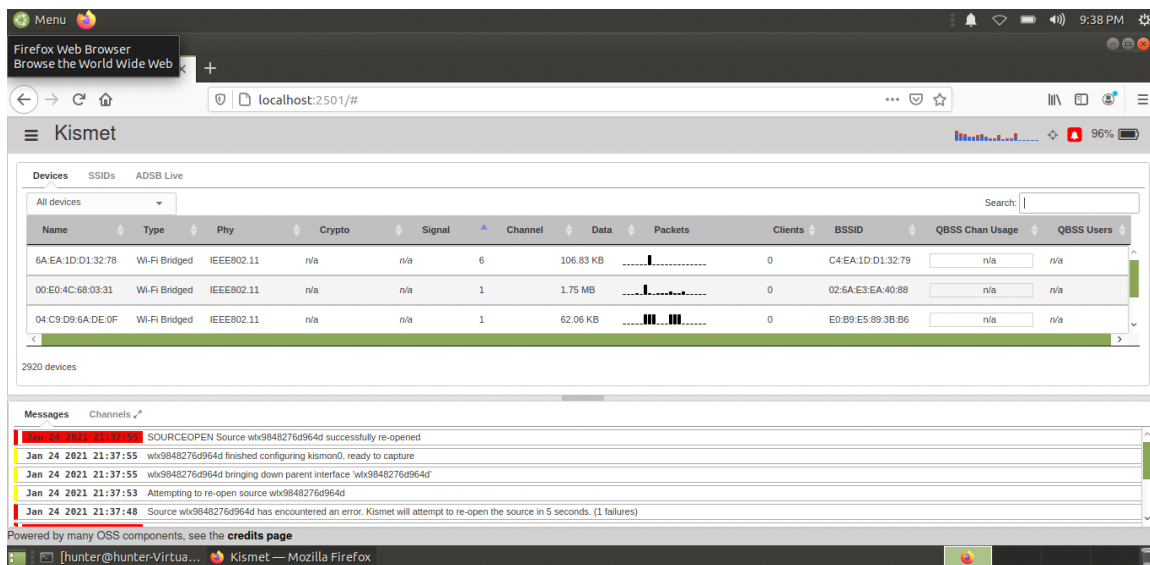 Menu
9:38 PM
Firefox Web Browser
Browse the World Wide Web
localhost:2501/#
Kismet
96%
Devices SSIDs ADSB Live
All devices
Search:
Name Type Phy Crypto Signal Channel Data Packets Clients BSSID QBSS Chan Usage QBSS Users
6A:EA:1D:D1:32:78 Wi-Fi Bridged IEEE802.11 n/a n/a 6 106.83 KB 0 C4:EA:1D:D1:32:79 n/a n/a
00:E0:4C:68:03:31 Wi-Fi Bridged IEEE802.11 n/a n/a 1 1.75 MB 0 02:6A:E3:EA:40:88 n/a n/a
04:C9:D9:6A:DE:0F Wi-Fi Bridged IEEE802.11 n/a n/a 1 62.06 KB 0 E0:B9:E5:89:3B:B6 n/a n/a
2920 devices
Messages Channels
Jan 24 2021 21:37:55 SOURCEOPEN Source wlx9848276d964d successfully re-opened
Jan 24 2021 21:37:55 wlx9848276d964d finished configuring kismon0, ready to capture
Jan 24 2021 21:37:55 wlx9848276d964d bringing down parent interface 'wlx9848276d964d'
Jan 24 2021 21:37:53 Attempting to re-open source wlx9848276d964d
Jan 24 2021 21:37:48 Source wlx9848276d964d has encountered an error. Kismet will attempt to re-open the source in 5 seconds. (1 failures)
Powered by many OSS components, see the credits page
[hunter@hunter-Virtua... Kismet — Mozilla Firefox